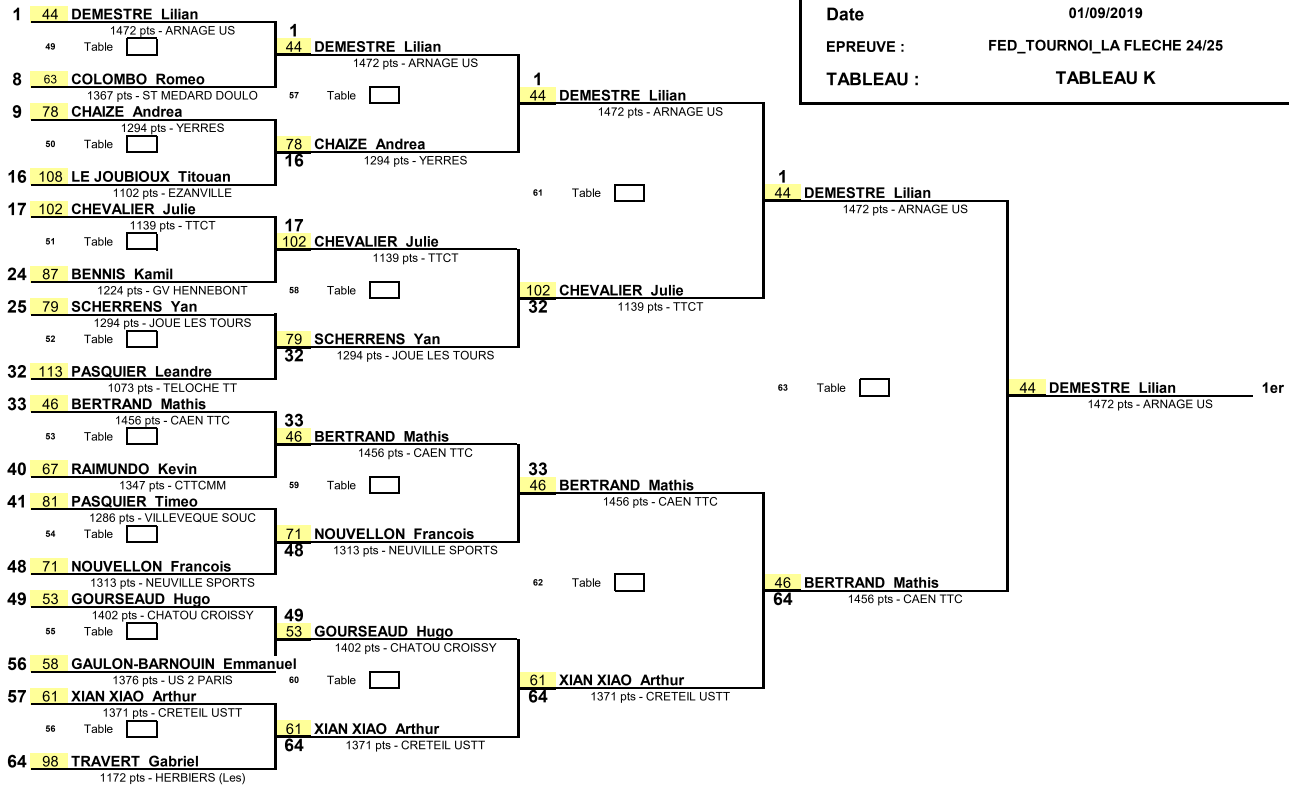 Date 01/09/2019
EPREUVE : FED_TOURNOI_LA FLECHE 24/25
TABLEAU : TABLEAU K
1 44 DEMESTRE Lilian
1472 pts - ARNAGE US
49 Table
8 63 COLOMBO Romeo
1367 pts - ST MEDARD DOULO
9 78 CHAIZE Andrea
1294 pts - YERRES
50 Table
16 108 LE JOUBIOUX Titouan
1102 pts - EZANVILLE
17 102 CHEVALIER Julie
1139 pts - TTCT
51 Table
24 87 BENNIS Kamil
1224 pts - GV HENNEBONT
25 79 SCHERRENS Yan
1294 pts - JOUE LES TOURS
52 Table
32 113 PASQUIER Leandre
1073 pts - TELOCHE TT
33 46 BERTRAND Mathis
1456 pts - CAEN TTC
53 Table
40 67 RAIMUNDO Kevin
1347 pts - CTTCMM
41 81 PASQUIER Timeo
1286 pts - VILLEVEQUE SOUC
54 Table
48 71 NOUVELLON Francois
1313 pts - NEUVILLE SPORTS
49 53 GOURSEAUD Hugo
1402 pts - CHATOU CROISSY
55 Table
56 58 GAULON-BARNOUIN Emmanuel
1376 pts - US 2 PARIS
57 61 XIAN XIAO Arthur
1371 pts - CRETEIL USTT
56 Table
64 98 TRAVERT Gabriel
1172 pts - HERBIERS (Les)
1
44 DEMESTRE Lilian
1472 pts - ARNAGE US
57 Table
78 CHAIZE Andrea
16 1294 pts - YERRES
17
102 CHEVALIER Julie
1139 pts - TTCT
58 Table
79 SCHERRENS Yan
32 1294 pts - JOUE LES TOURS
33
46 BERTRAND Mathis
1456 pts - CAEN TTC
59 Table
71 NOUVELLON Francois
48 1313 pts - NEUVILLE SPORTS
49
53 GOURSEAUD Hugo
1402 pts - CHATOU CROISSY
60 Table
61 XIAN XIAO Arthur
64 1371 pts - CRETEIL USTT
1
44 DEMESTRE Lilian
1472 pts - ARNAGE US
61 Table
102 CHEVALIER Julie
32 1139 pts - TTCT
33
46 BERTRAND Mathis
1456 pts - CAEN TTC
62 Table
61 XIAN XIAO Arthur
64 1371 pts - CRETEIL USTT
1
44 DEMESTRE Lilian
1472 pts - ARNAGE US
63 Table
46 BERTRAND Mathis
64 1456 pts - CAEN TTC
44 DEMESTRE Lilian 1er
1472 pts - ARNAGE US